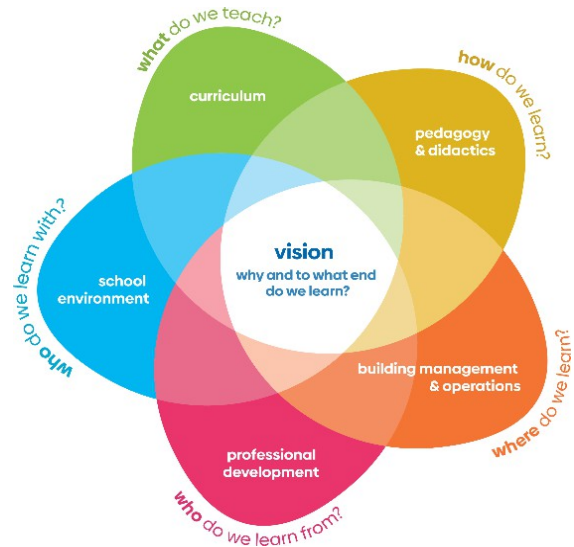 what do we teach?
curriculum
how do we learn?
pedagogy
& didactics
vision
why and to what end
do we learn?
who do we learn with?
school
environment
building management
& operations
where do we learn?
professional
development
who do we learn from?